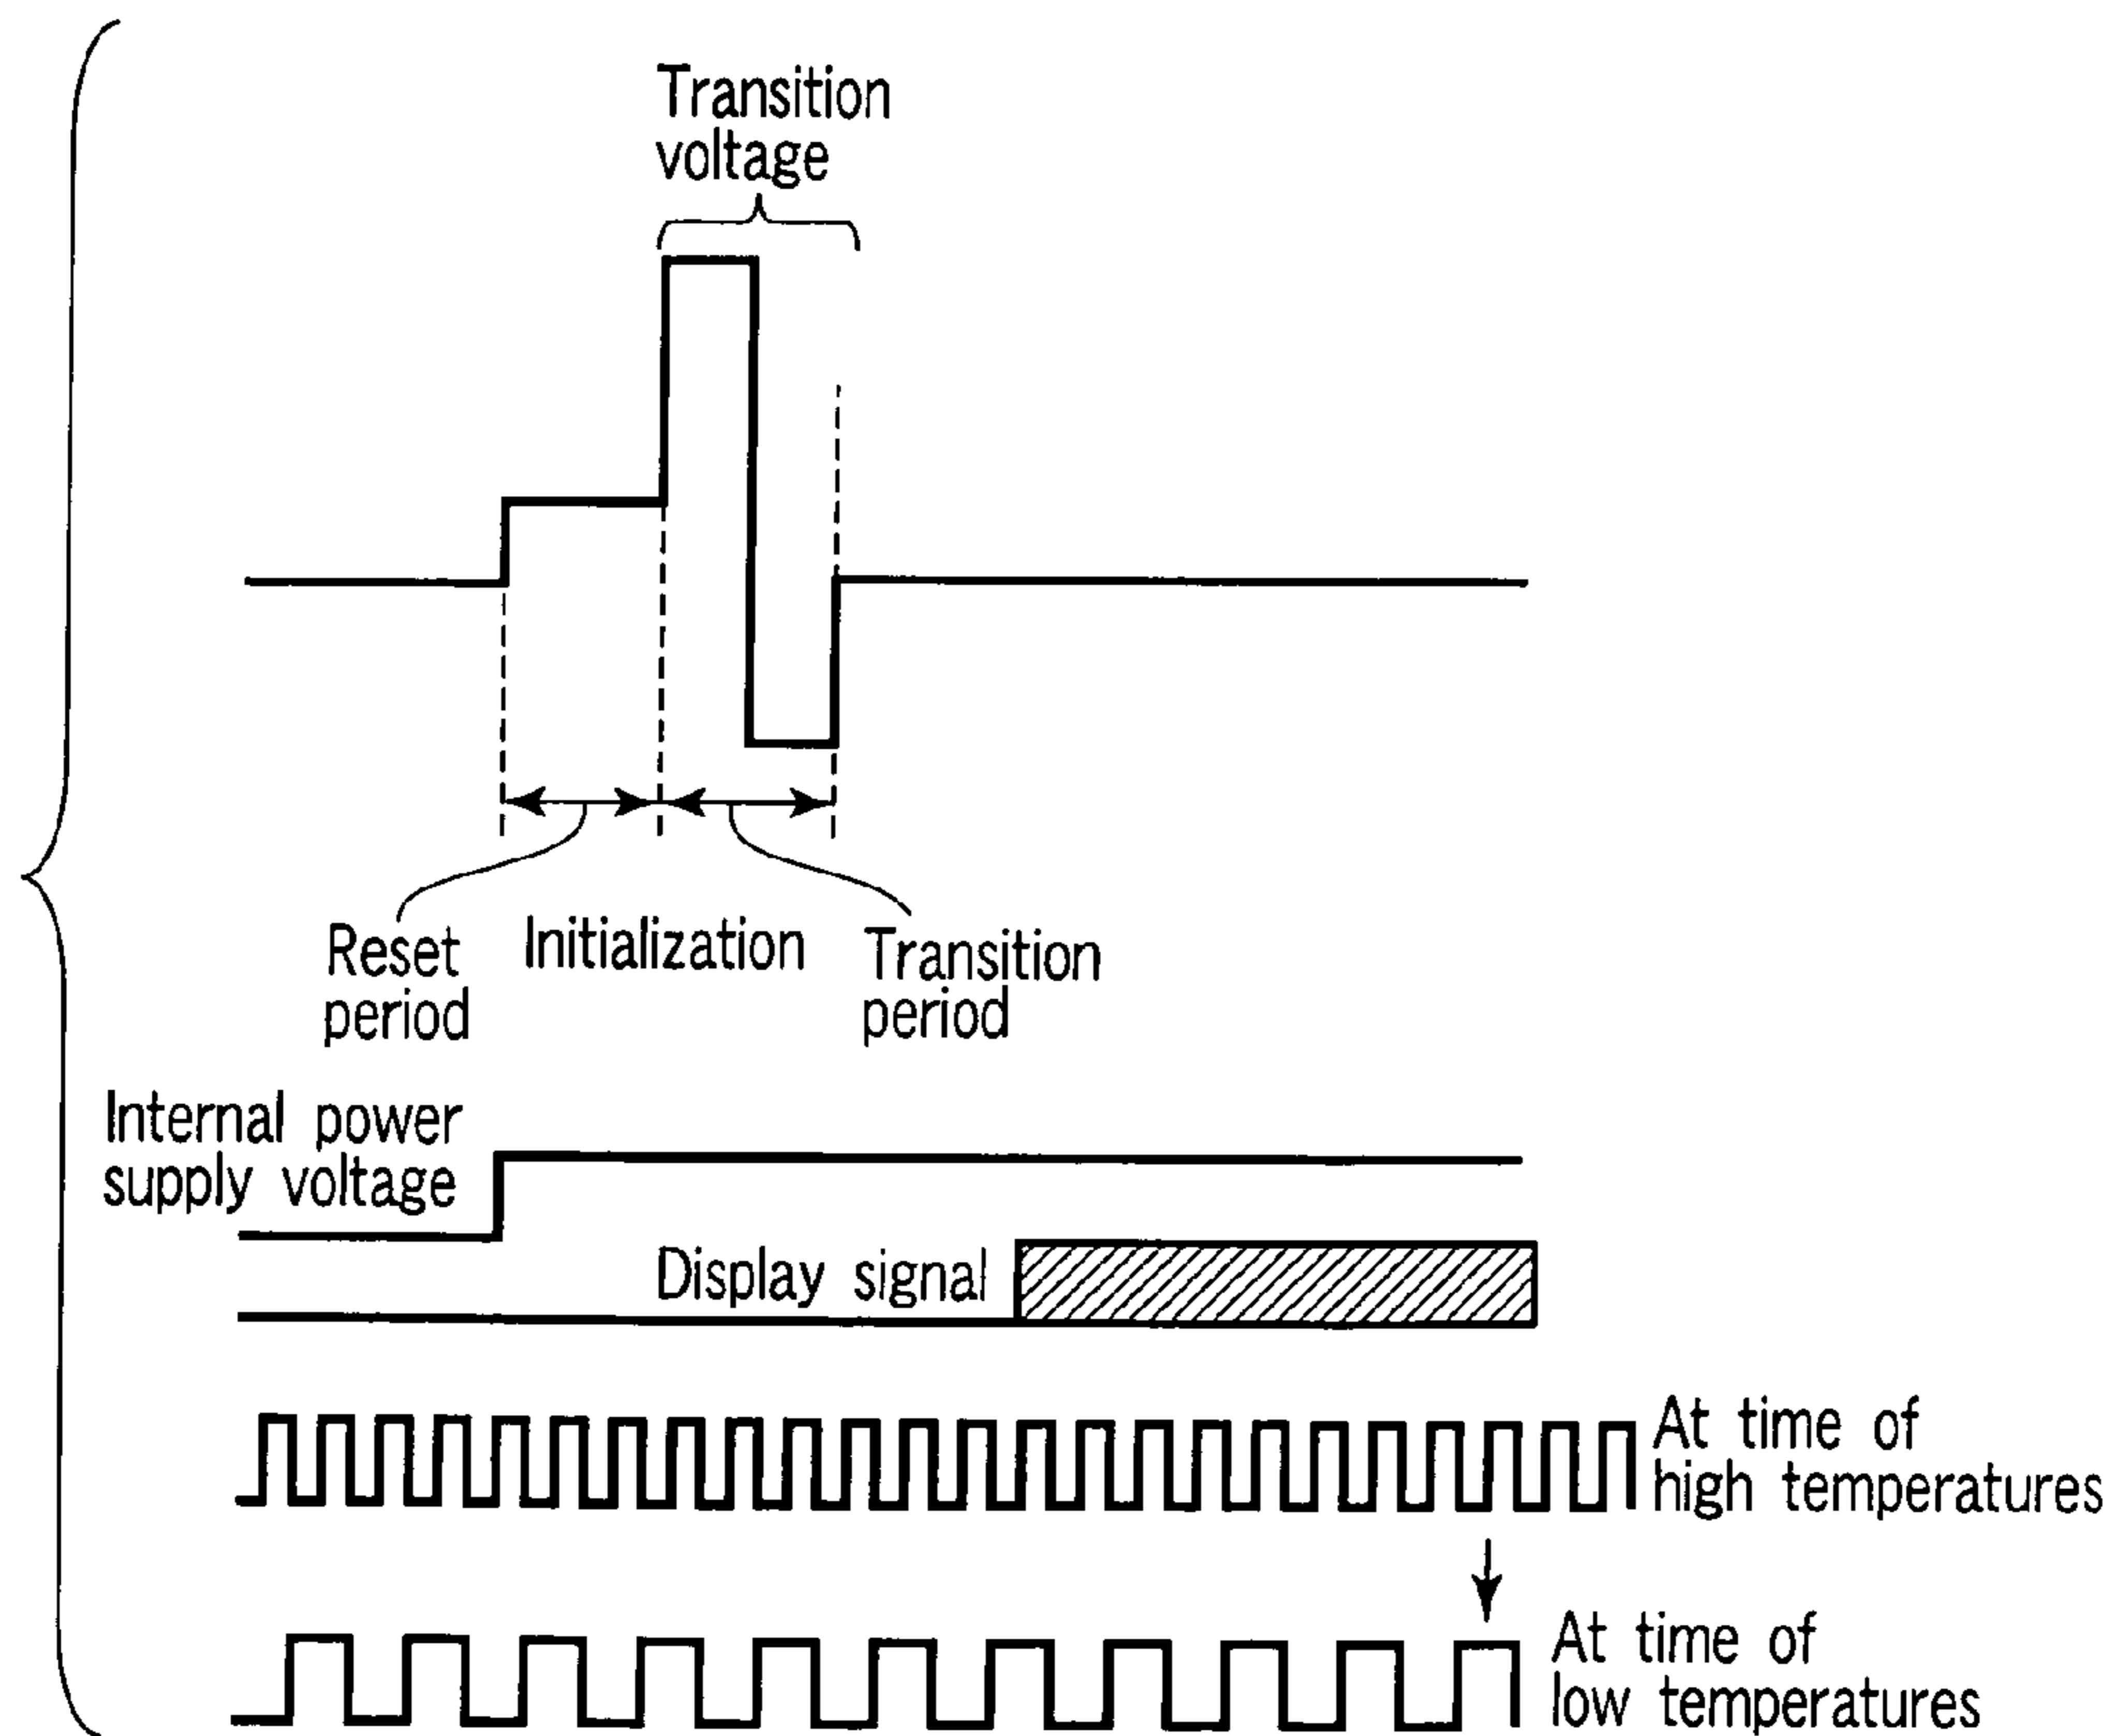 Transition
voltage
Reset
period
Initialization
Transition
period
Internal power
supply voltage
Display signal
At time of
high temperatures
At time of
low temperatures